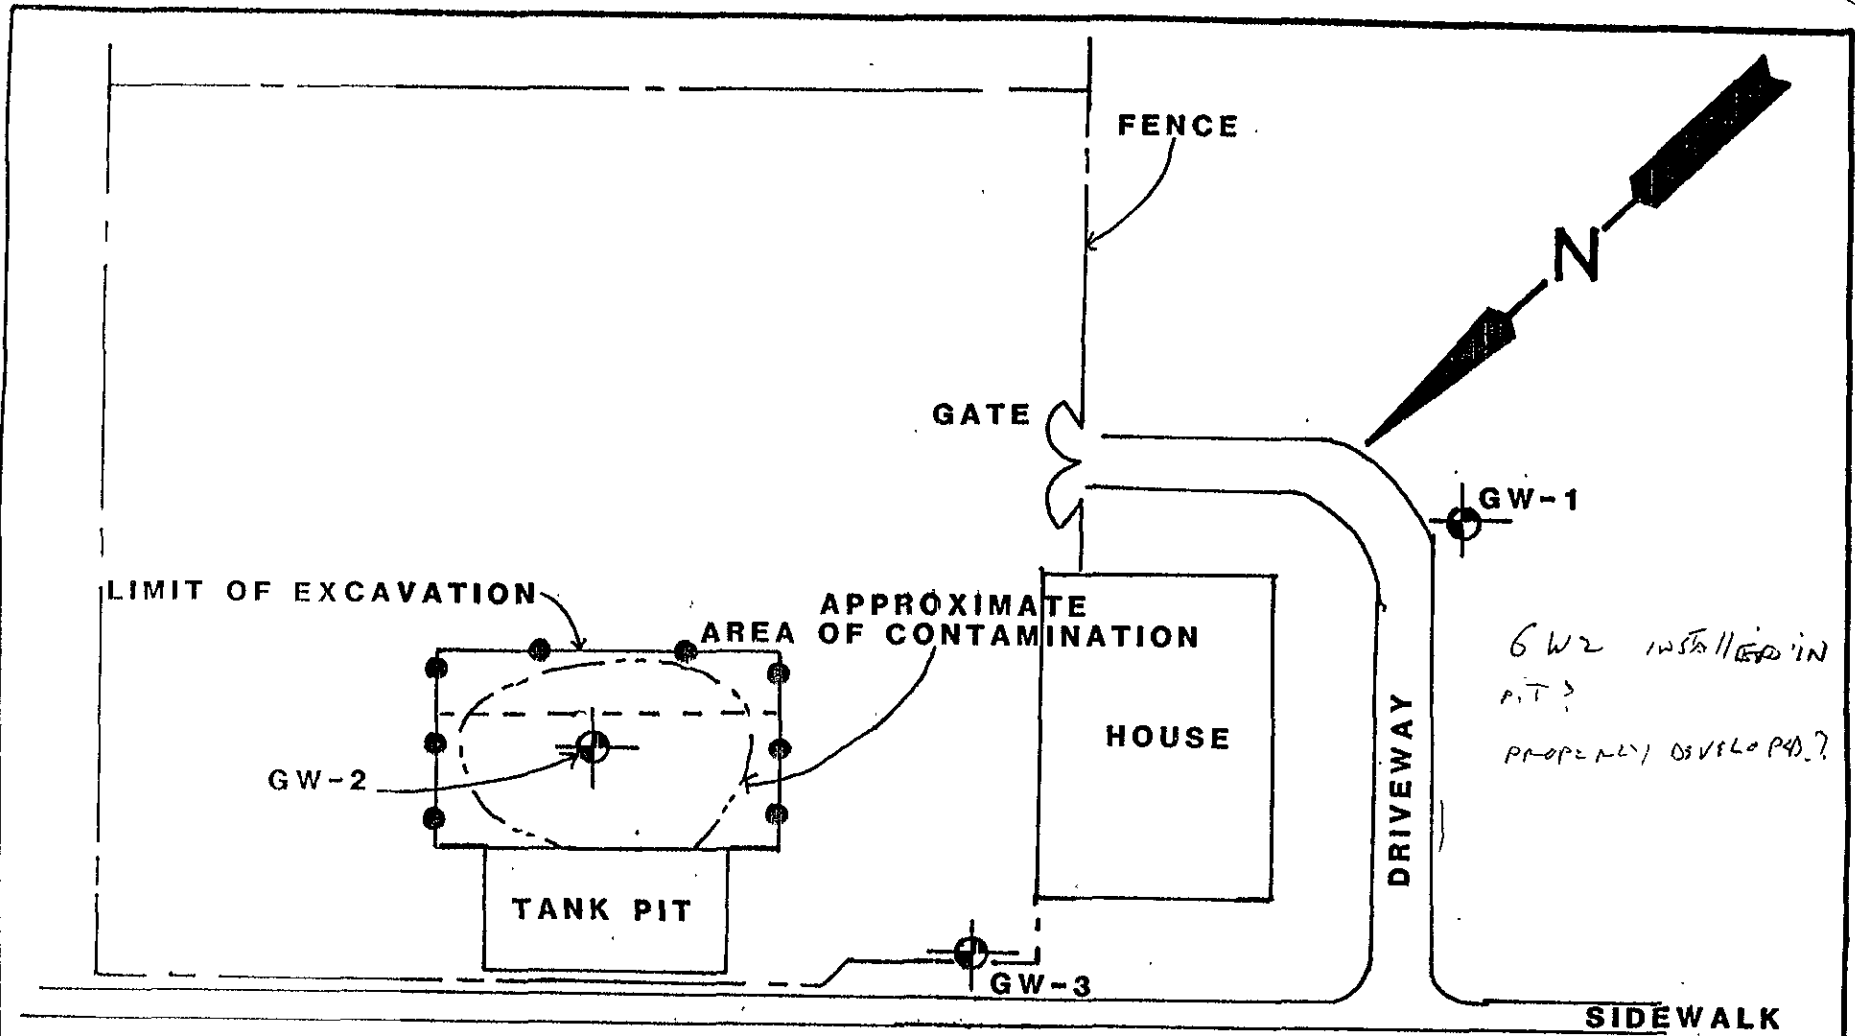 FENCE
N
GATE
GW-1
LIMIT OF EXCAVATION
APPROXIMATE
AREA OF CONTAMINATION
GW2 INSTALLED IN
PIT?
PROPERLY DEVELOPED?
HOUSE
DRIVEWAY
GW-2
TANK PIT
GW-3
SIDEWALK